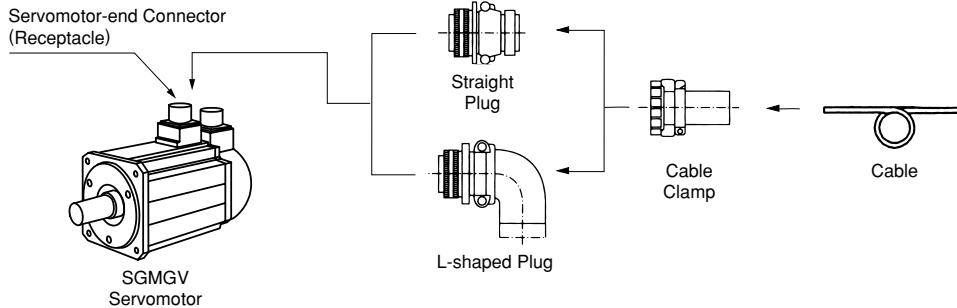 Servomotor-end Connector
(Receptacle)
Straight
Plug
Cable
Clamp
Cable
L-shaped Plug
SGMGV
Servomotor